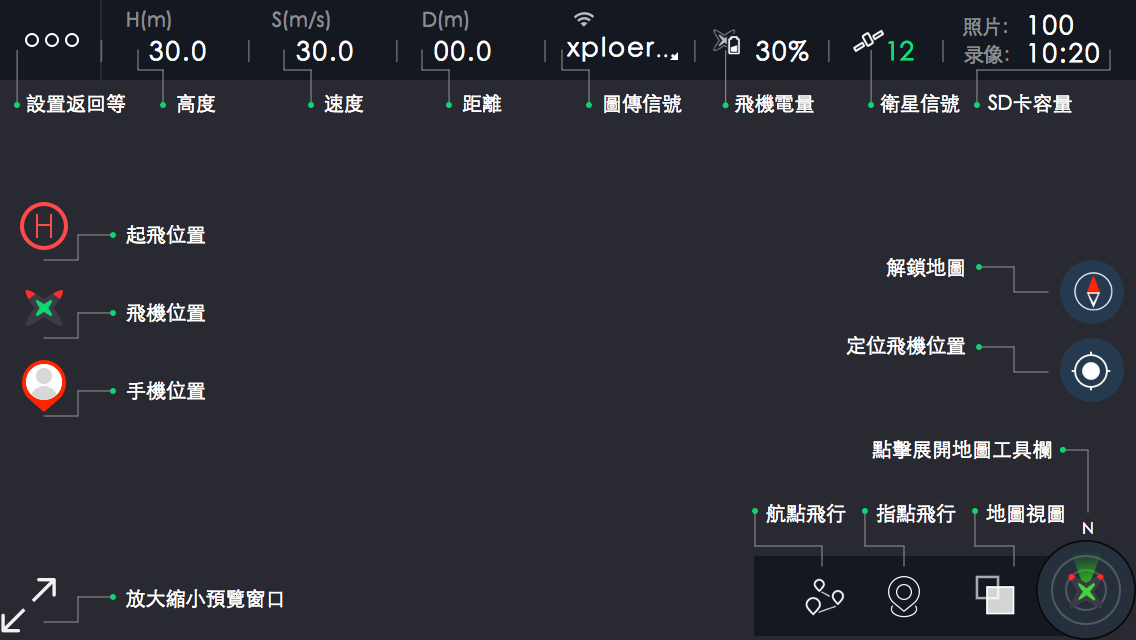 H(m) S(m/s) D(m) 照片: 100
30.0 30.0 00.0 xploer... 30% 12 录像: 10:20
設置返回等 高度 速度 距離 圖傳信號 飛機電量 衛星信號 SD卡容量
H 起飛位置
解鎖地圖
飛機位置
定位飛機位置
手機位置
點擊展開地圖工具欄
航點飛行 指點飛行 地圖視圖
N
放大縮小預覽窗口